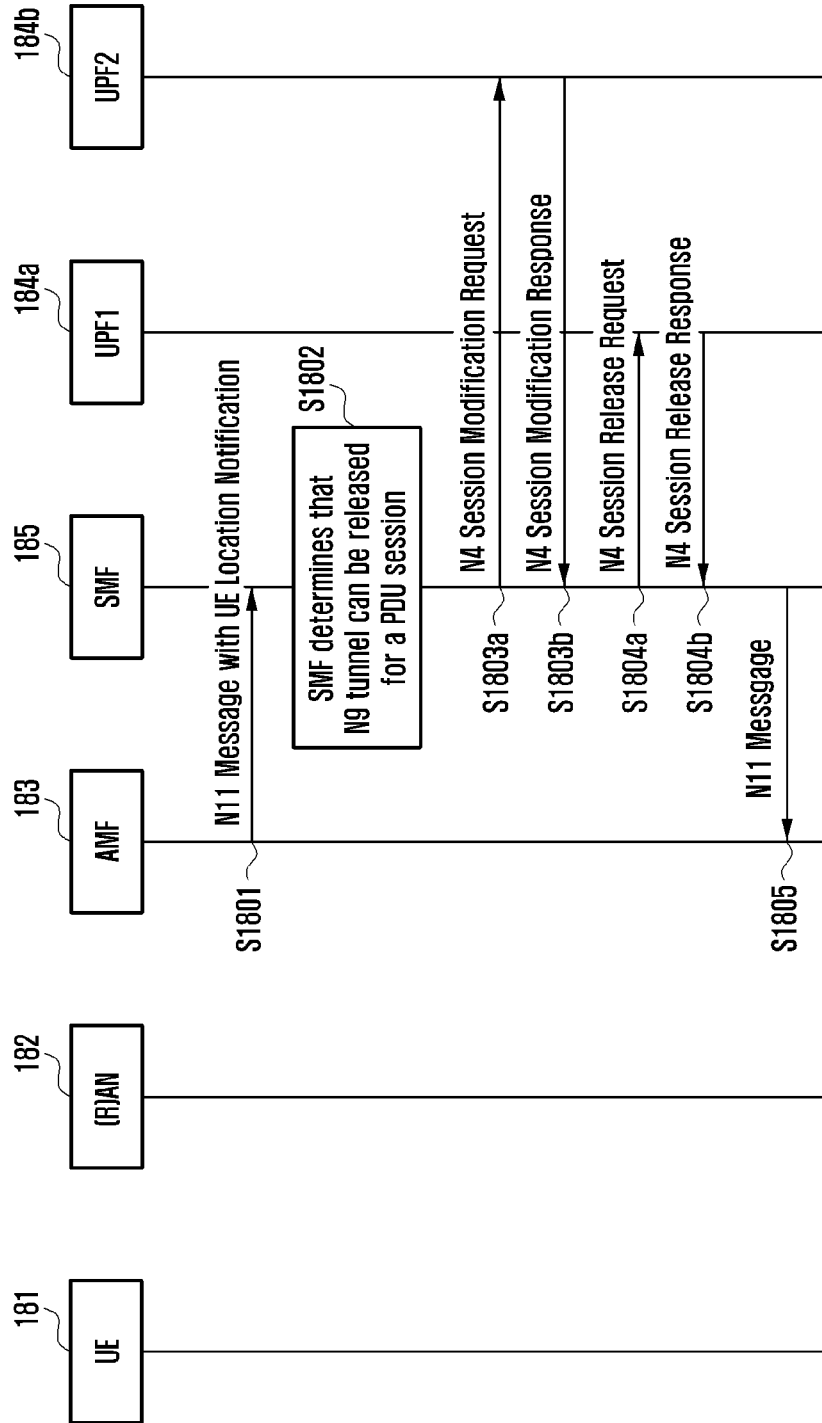 181
UE
182
(R)AN
183
AMF
185
SMF
184a
UPF1
184b
UPF2
N11 Message with UE Location Notification
S1801
S1802
SMF determines that
N9 tunnel can be released
for a PDU session
N4 Session Modification Request
S1803a
N4 Session Modification Response
S1803b
N4 Session Release Request
S1804a
N4 Session Release Response
S1804b
N11 Messgage
S1805